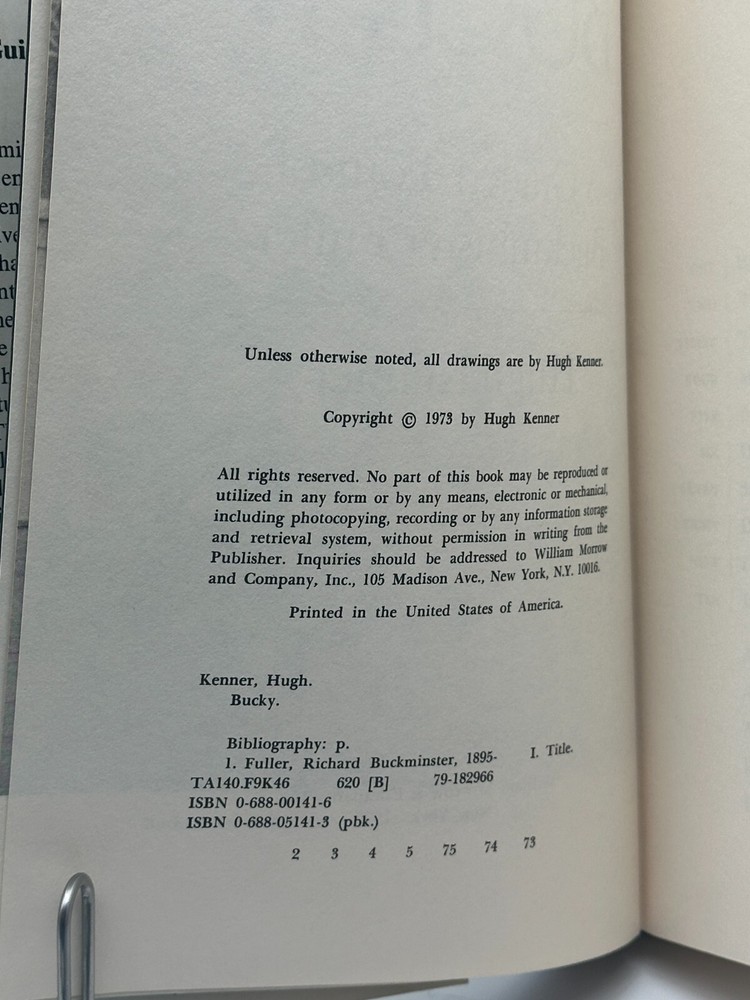 Unless otherwise noted, all drawings are by Hugh Kenner.
Copyright © 1973 by Hugh Kenner
All rights reserved. No part of this book may be reproduced or
utilized in any form or by any means, electronic or mechanical,
including photocopying, recording or by any information storage
and retrieval system, without permission in writing from the
Publisher. Inquiries should be addressed to William Morrow
and Company, Inc., 105 Madison Ave., New York, N.Y. 10016.
Printed in the United States of America.
Kenner, Hugh.
Bucky.
Bibliography: p.
1. Fuller, Richard Buckminster, 1895- I. Title.
TA140.F9K46 620 [B] 79-182966
ISBN 0-688-00141-6
ISBN 0-688-05141-3 (pbk.)
2 3 4 5 75 74 73